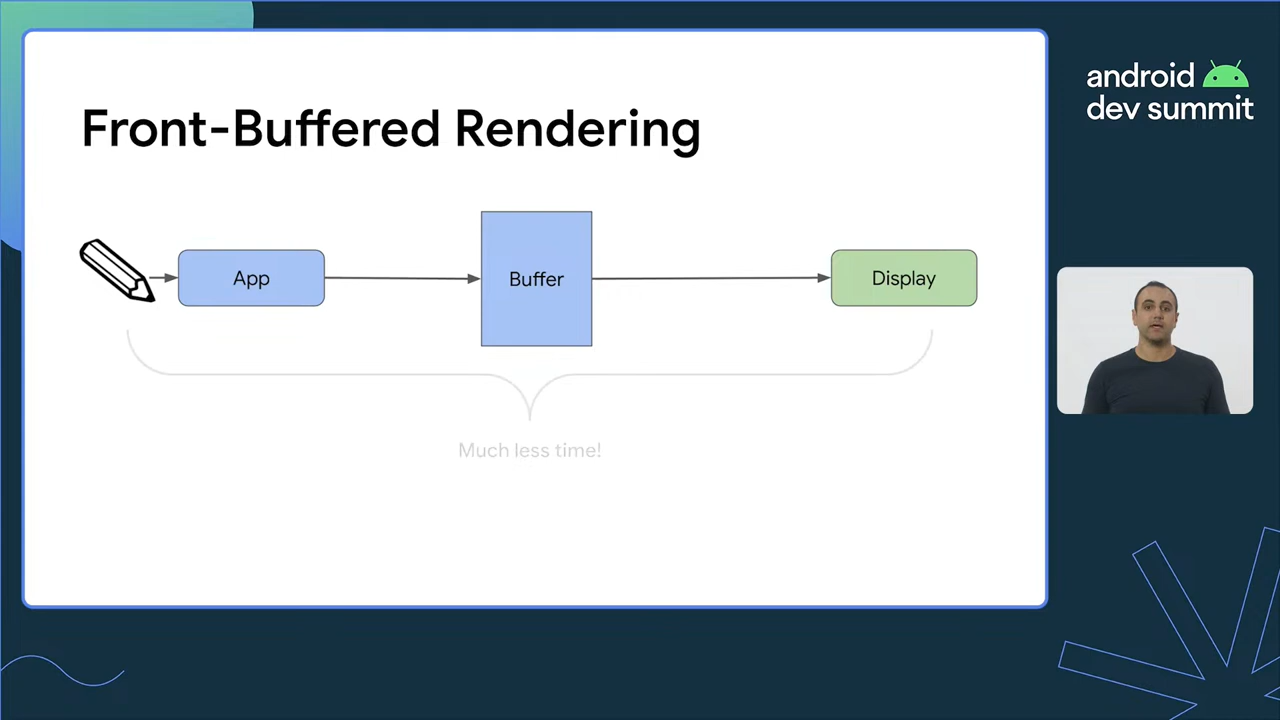 Front-Buffered Rendering
App
Buffer
Display
Much less time!
android
dev summit